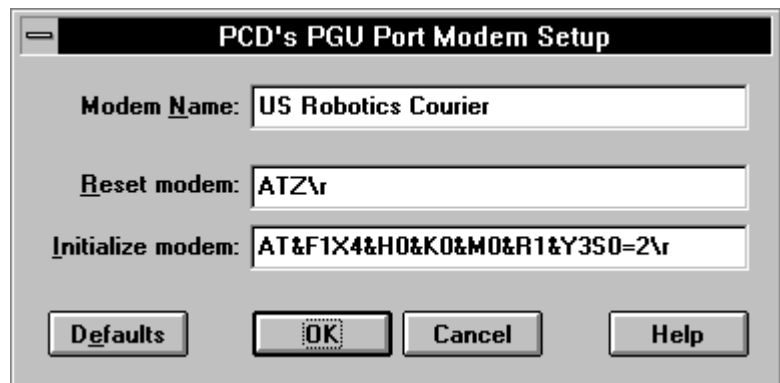 PCD's PGU Port Modem Setup
Modem Name: US Robotics Courier
Reset modem: ATZ\r
Initialize modem: AT&F1X4&H0&K0&M0&R1&Y3S0=2\r
Defaults OK Cancel Help